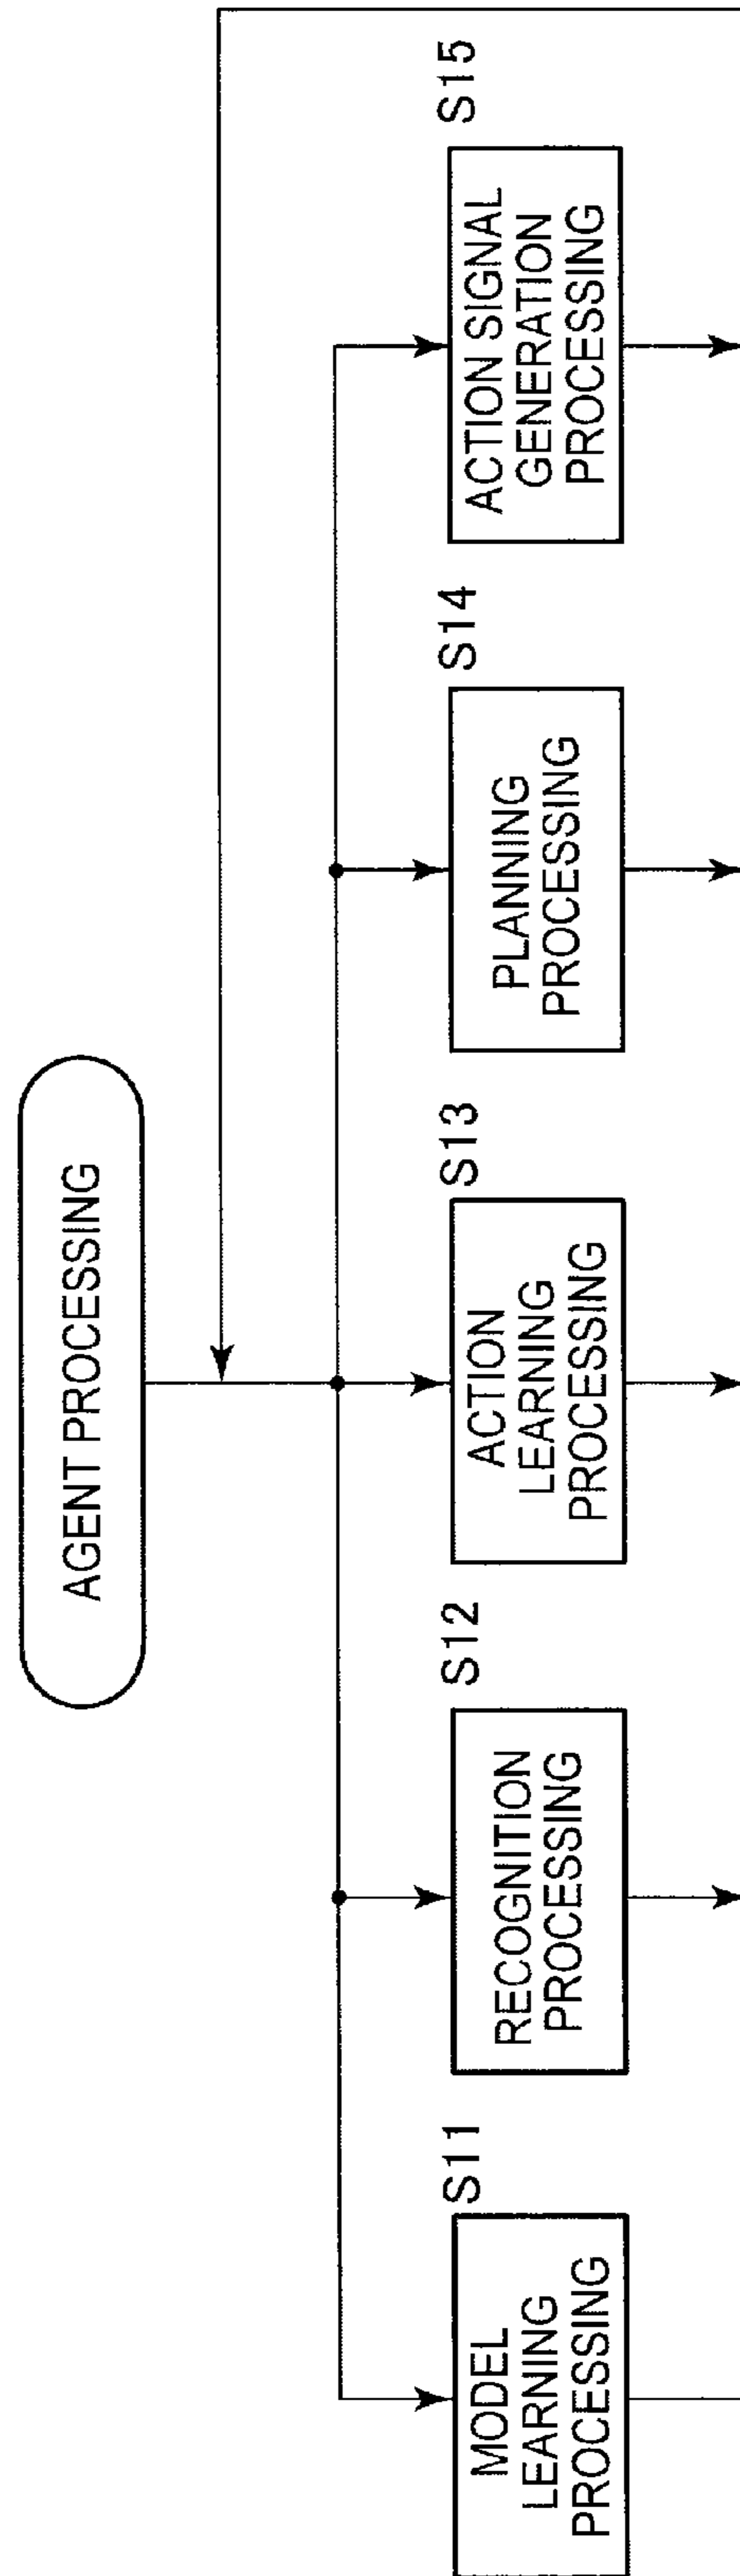 AGENT PROCESSING
S11
MODEL
LEARNING
PROCESSING
S12
RECOGNITION
PROCESSING
S13
ACTION
LEARNING
PROCESSING
S14
PLANNING
PROCESSING
S15
ACTION SIGNAL
GENERATION
PROCESSING